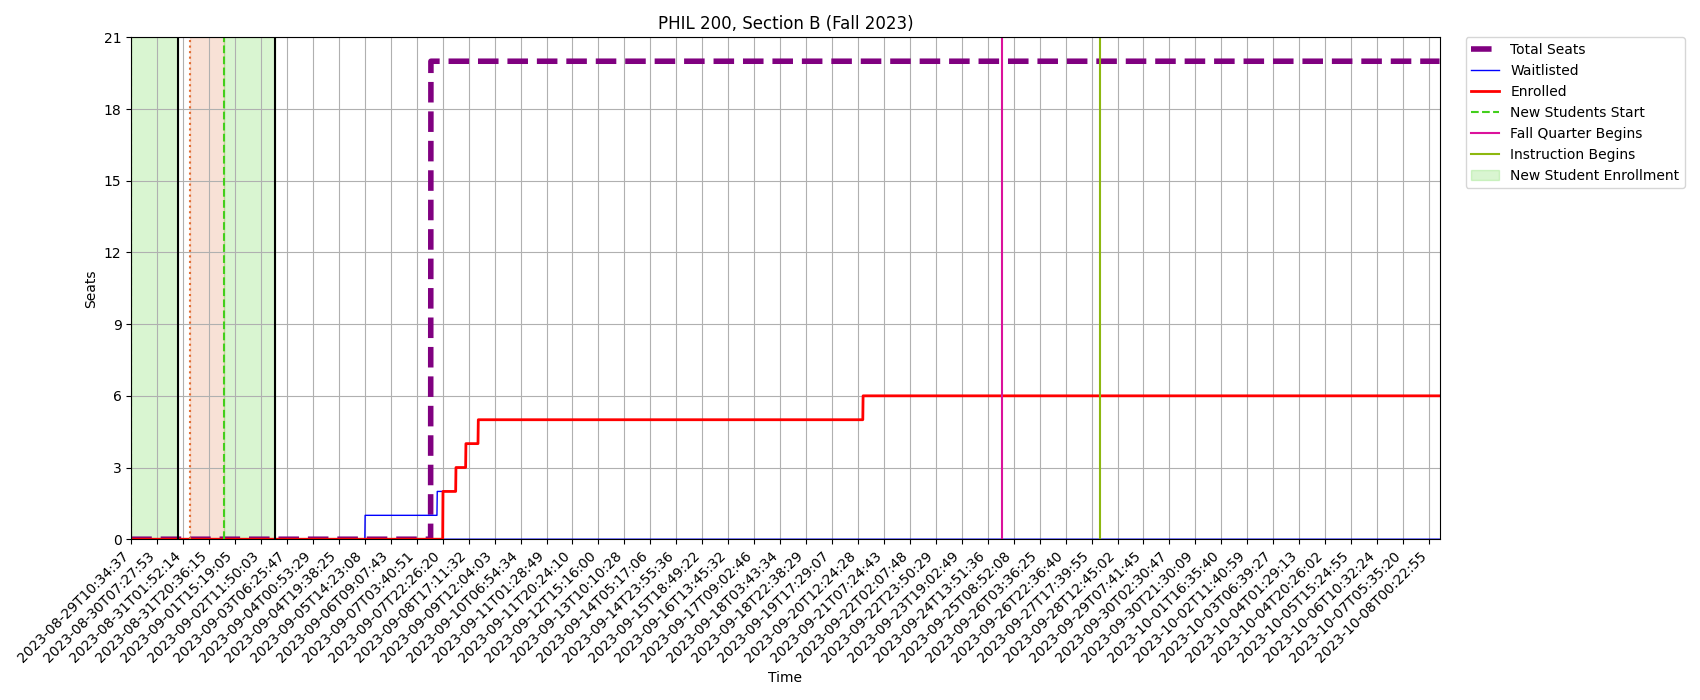 PHIL 200, Section B (Fall 2023)
21
18
15
12
9
6
3
0
Seats
2023-08-29T10:34:37
2023-08-30T07:27:53
2023-08-31T01:52:14
2023-08-31T20:36:15
2023-09-01T15:19:05
2023-09-02T11:50:03
2023-09-03T06:25:47
2023-09-04T00:53:29
2023-09-04T19:38:25
2023-09-05T14:23:08
2023-09-06T09:07:43
2023-09-07T03:40:51
2023-09-07T22:26:20
2023-09-08T17:11:32
2023-09-09T12:04:03
2023-09-10T06:54:34
2023-09-11T01:28:49
2023-09-11T20:24:10
2023-09-12T15:16:00
2023-09-13T10:10:28
2023-09-14T05:17:06
2023-09-14T23:55:36
2023-09-15T18:49:22
2023-09-16T13:45:32
2023-09-17T09:02:46
2023-09-18T03:43:34
2023-09-18T22:38:29
2023-09-19T17:29:07
2023-09-20T12:24:28
2023-09-21T07:24:43
2023-09-22T02:07:48
2023-09-22T23:50:29
2023-09-23T19:02:49
2023-09-24T13:51:36
2023-09-25T08:52:08
2023-09-26T03:36:25
2023-09-26T22:36:40
2023-09-27T17:39:55
2023-09-28T12:45:02
2023-09-29T07:41:45
2023-09-30T02:30:47
2023-09-30T21:30:09
2023-10-01T16:35:40
2023-10-02T11:40:59
2023-10-03T06:39:27
2023-10-04T01:29:13
2023-10-04T20:26:02
2023-10-05T15:24:55
2023-10-06T10:32:24
2023-10-07T05:35:20
2023-10-08T00:22:55
Time
Total Seats
Waitlisted
Enrolled
New Students Start
Fall Quarter Begins
Instruction Begins
New Student Enrollment